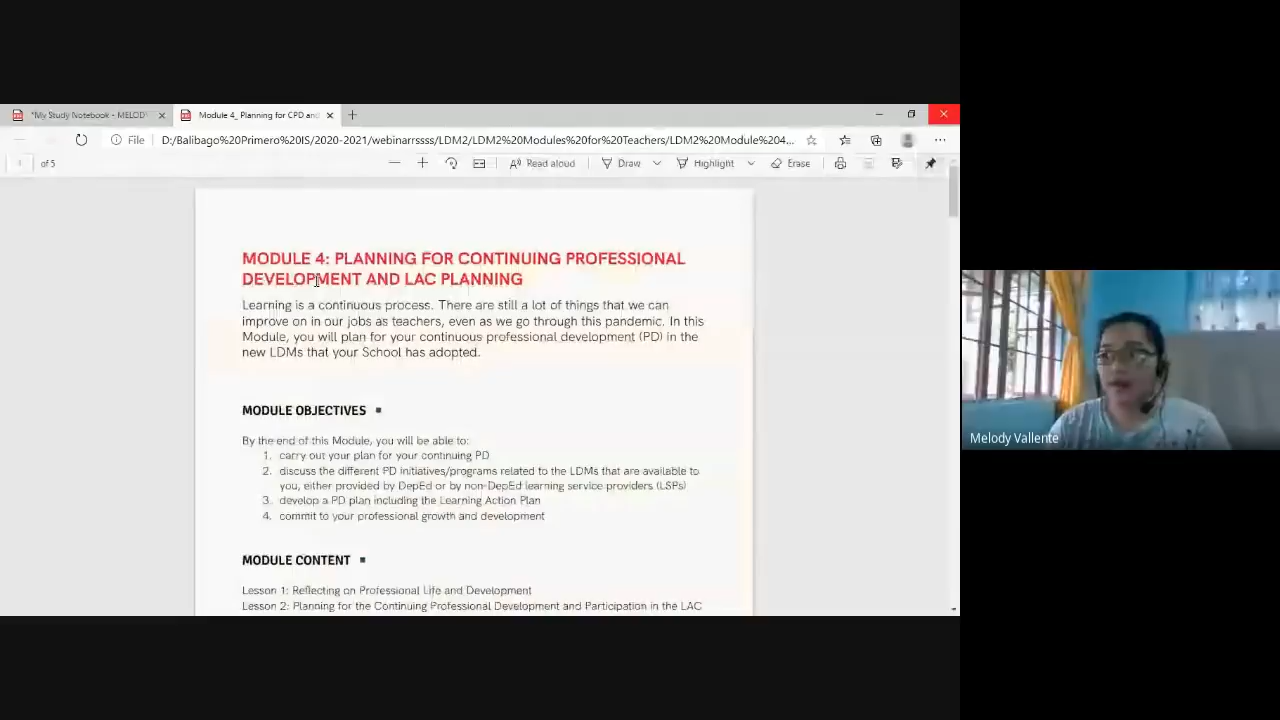 *My Study Notebook - MELODY
Module 4_ Planning for CPD and
File
D:/Balibago%20Primero%20IS/2020-2021/webinarrssss/LDM2/LDM2%20Modules%20for%20Teachers/LDM2%20Module%204...
1 of 5
Read aloud
Draw
Highlight
Erase
MODULE 4: PLANNING FOR CONTINUING PROFESSIONAL
DEVELOPMENT AND LAC PLANNING
Learning is a continuous process. There are still a lot of things that we can
improve on in our jobs as teachers, even as we go through this pandemic. In this
Module, you will plan for your continuous professional development (PD) in the
new LDMs that your School has adopted.
MODULE OBJECTIVES
By the end of this Module, you will be able to:
1. carry out your plan for your continuing PD
2. discuss the different PD initiatives/programs related to the LDMs that are available to
you, either provided by DepEd or by non-DepEd learning service providers (LSPs)
3. develop a PD plan including the Learning Action Plan
4. commit to your professional growth and development
MODULE CONTENT
Lesson 1: Reflecting on Professional Life and Development
Lesson 2: Planning for the Continuing Professional Development and Participation in the LAC
Melody Vallente